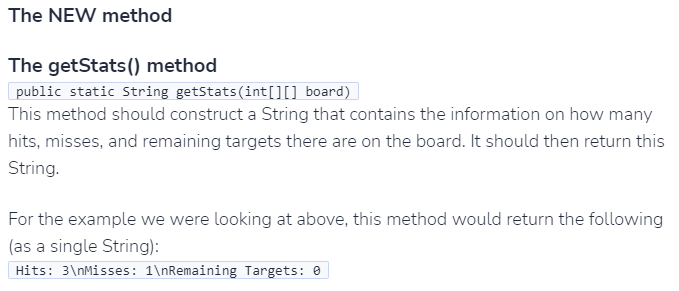 The NEW method
The getStats() method
public static String getStats(int[][] board)
This method should construct a String that contains the information on how many
hits, misses, and remaining targets there are on the board. It should then return this
String.
For the example we were looking at above, this method would return the following
(as a single String):
Hits: 3\nMisses: 1\nRemaining Targets: 0